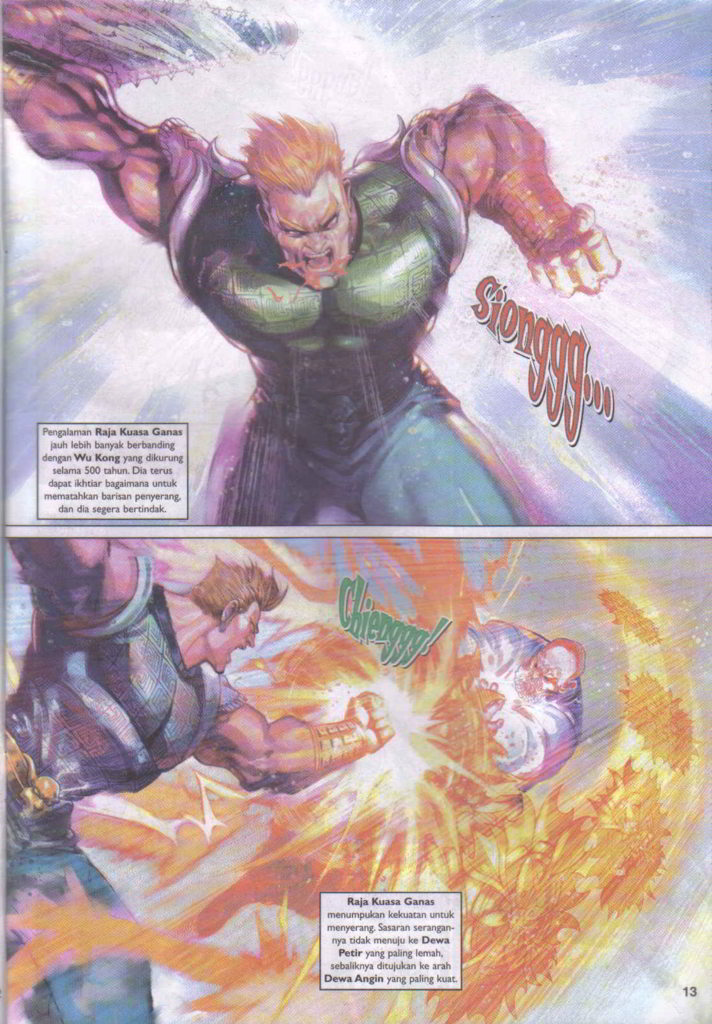 Siongggg...
Pengalaman Raja Kuasa Ganas
jauh lebih banyak berbanding
dengan Wu Kong yang dikurung
selama 500 tahun. Dia terus
dapat ikhtiar bagaimana untuk
mematahkan barisan penyerang,
dan dia segera bertindak.
Chienggg!
Raja Kuasa Ganas
menumpukan kekuatan untuk
menyerang. Sasaran serangan-
nya tidak menuju ke Dewa
Petir yang paling lemah,
sebaliknya ditujukan ke arah
Dewa Angin yang paling kuat.
13